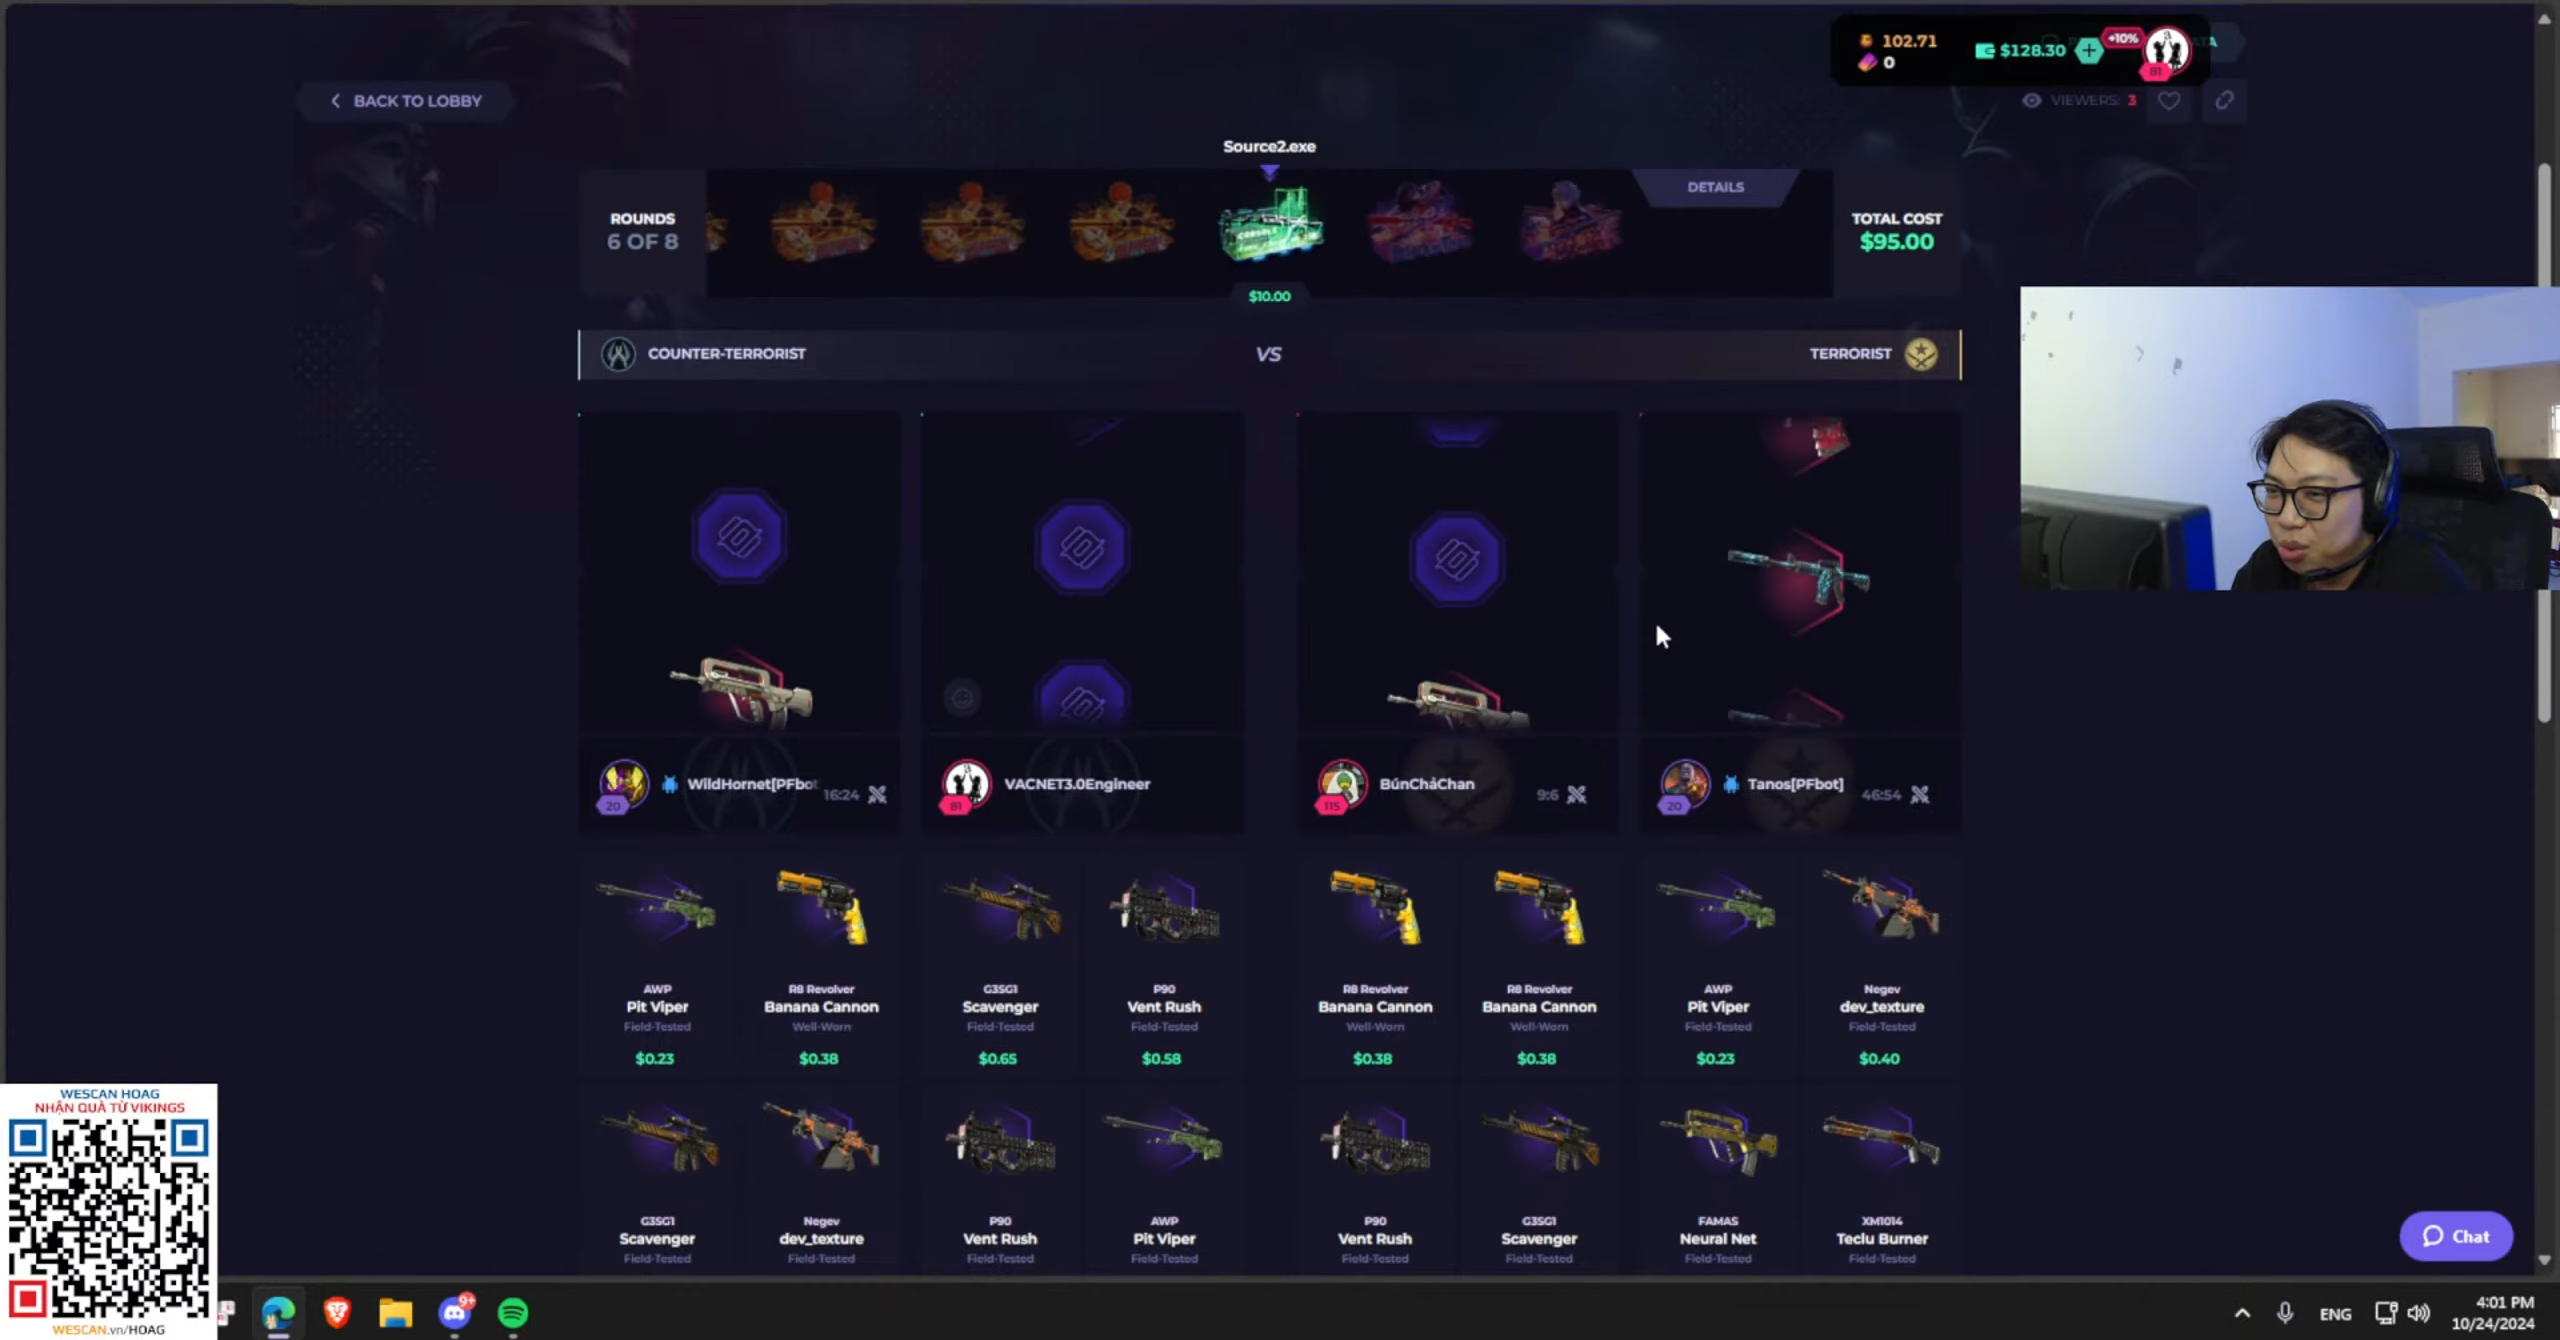 102.71
0
$128.30
+10%
81
BACK TO LOBBY
VIEWERS: 3
Source2.exe
ROUNDS
6 OF 8
DETAILS
TOTAL COST
$95.00
CONSOLE
$10.00
COUNTER-TERRORIST
VS
TERRORIST
20
WildHornet[PFbot
16:24
81
VACNET3.0Engineer
115
BúnChảChan
9:6
20
Tanos[PFbot]
46:54
AWP
Pit Viper
Field-Tested
$0.23
R8 Revolver
Banana Cannon
Well-Worn
$0.38
G3SG1
Scavenger
Field-Tested
$0.65
P90
Vent Rush
Field-Tested
$0.58
R8 Revolver
Banana Cannon
Well-Worn
$0.38
R8 Revolver
Banana Cannon
Well-Worn
$0.38
AWP
Pit Viper
Field-Tested
$0.23
Negev
dev_texture
Field-Tested
$0.40
G3SG1
Scavenger
Field-Tested
Negev
dev_texture
Field-Tested
P90
Vent Rush
Field-Tested
AWP
Pit Viper
Field-Tested
P90
Vent Rush
Field-Tested
G3SG1
Scavenger
Field-Tested
FAMAS
Neural Net
Field-Tested
XM1014
Teclu Burner
Field-Tested
Chat
WESCAN HOAG
NHẬN QUÀ TỪ VIKINGS
WESCAN.vn/HOAG
9+
ENG
4:01 PM
10/24/2024